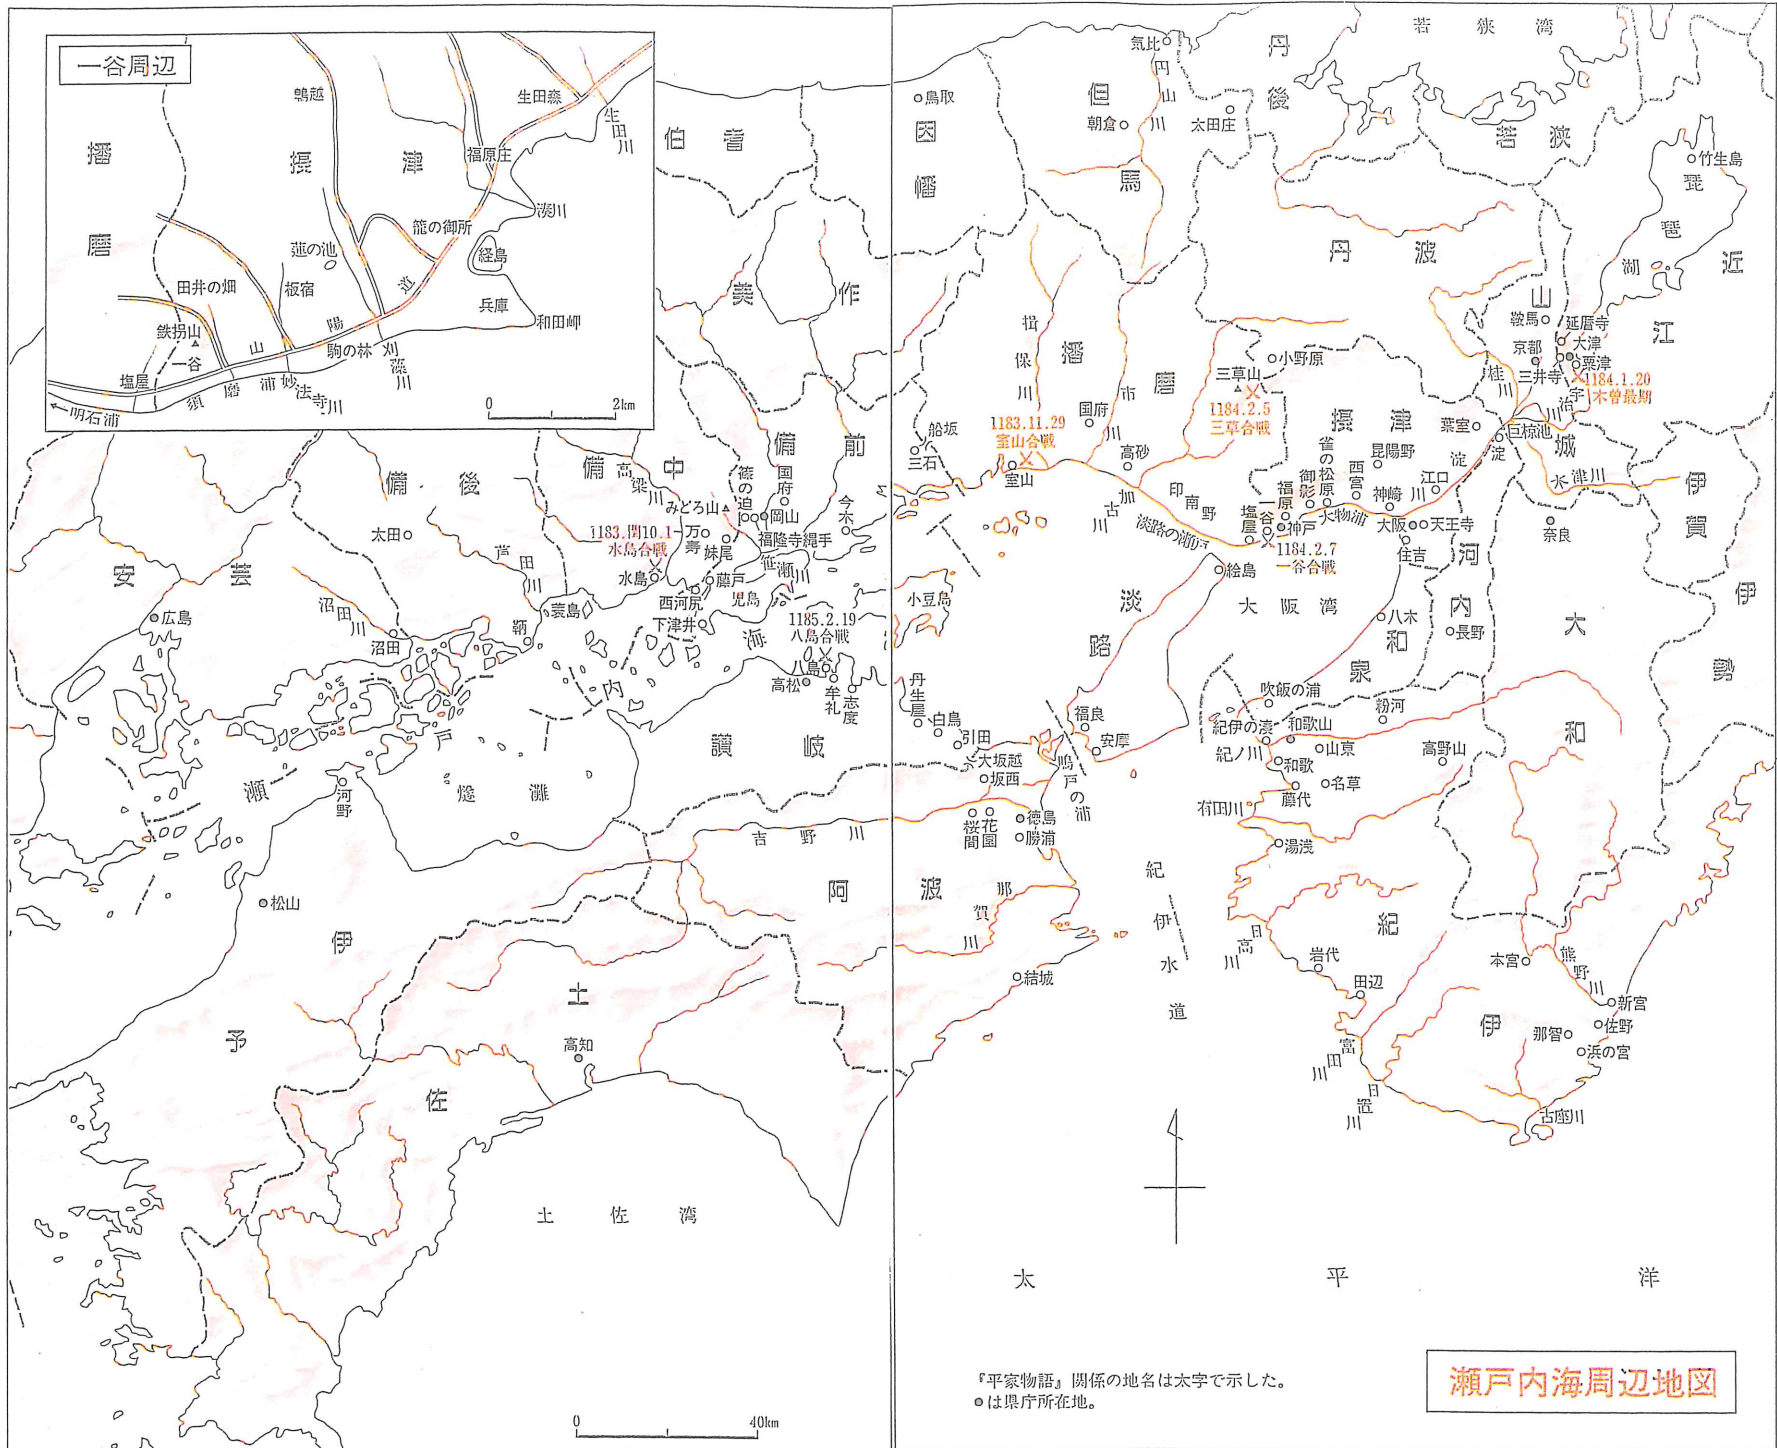 一谷周辺
播磨
摂津
鵯越
生田森
生田川
福原庄
湊川
籠の御所
経島
蓮の池
兵庫
和田岬
田井の畑
板宿
鉄拐山
一谷
塩屋
山陽道
駒の林
刈藻川
須磨浦
妙法寺川
←明石浦
0 2km
伯耆
美作
備前
備中
備後
安芸
高梁川
みどろ山
篠の迫
国府
岡山
今木
万寿
妹尾
福隆寺縄手
笹瀬川
1183.閏10.1
水島合戦
水島
藤戸
児島
西河尻
下津井
太田
芦田川
蓑島
鞆
沼田川
沼田
広島
1185.2.19
八島合戦
八島
高松
牟礼
志度
瀬戸内海
燧灘
河野
讃岐
吉野川
松山
伊予
阿波
土佐
高知
土佐湾
0 40km
因幡
鳥取
気比
円山川
但馬
朝倉
太田庄
丹後
若狭湾
若狭
竹生島
琵琶湖
近江
丹波
山城
鞍馬
延暦寺
大津
京都
粟津
三井寺
1184.1.20
木曽最期
桂川
宇治川
葉室
巨椋池
淀
淀川
木津川
伊賀
伊勢
播磨
揖保川
市川
国府
小野原
三草山
1184.2.5
三草合戦
1183.11.29
室山合戦
室山
船坂
三石
高砂
加古川
印南野
淡路の瀬戸
摂津
昆陽野
雀の松原
西宮
御影
福原
神崎
江口
塩屋
一谷
神戸
大物浦
大阪
天王寺
住吉
1184.2.7
一谷合戦
奈良
河内
小豆島
絵島
大阪湾
淡路
八木
長野
和泉
大和
丹生屋
白鳥
引田
大坂越
坂西
福良
安摩
鳴戸の浦
吹飯の浦
紀伊の湊
和歌山
粉河
紀ノ川
山東
高野山
和歌
名草
藤代
有田川
湯浅
桜間
花園
徳島
勝浦
那賀川
結城
紀伊水道
日高川
岩代
田辺
紀伊
本宮
熊野川
新宮
佐野
那智
浜の宮
富田川
日置川
古座川
太平洋
『平家物語』関係の地名は太字で示した。
◉は県庁所在地。
瀬戸内海周辺地図